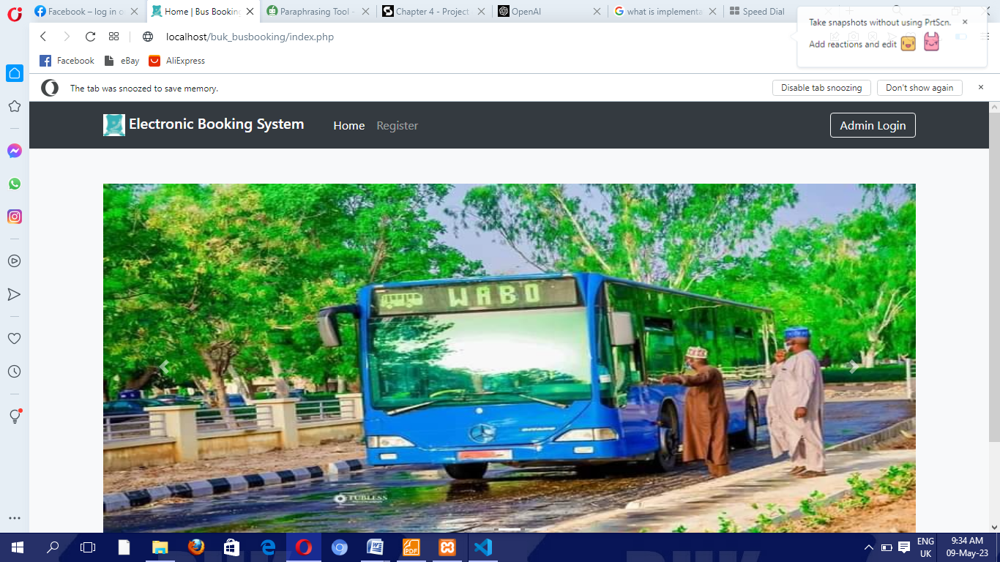 Facebook – log in o
Home | Bus Booking
Paraphrasing Tool -
Chapter 4 - Project
OpenAI
what is implementa
Speed Dial
localhost/buk_busbooking/index.php
Take snapshots without using PrtScn.
Add reactions and edit
Facebook
eBay
AliExpress
The tab was snoozed to save memory.
Disable tab snoozing
Don't show again
Electronic Booking System
Home
Register
Admin Login
WABO
TUBLESS
ENG
UK
9:34 AM
09-May-23
BUK